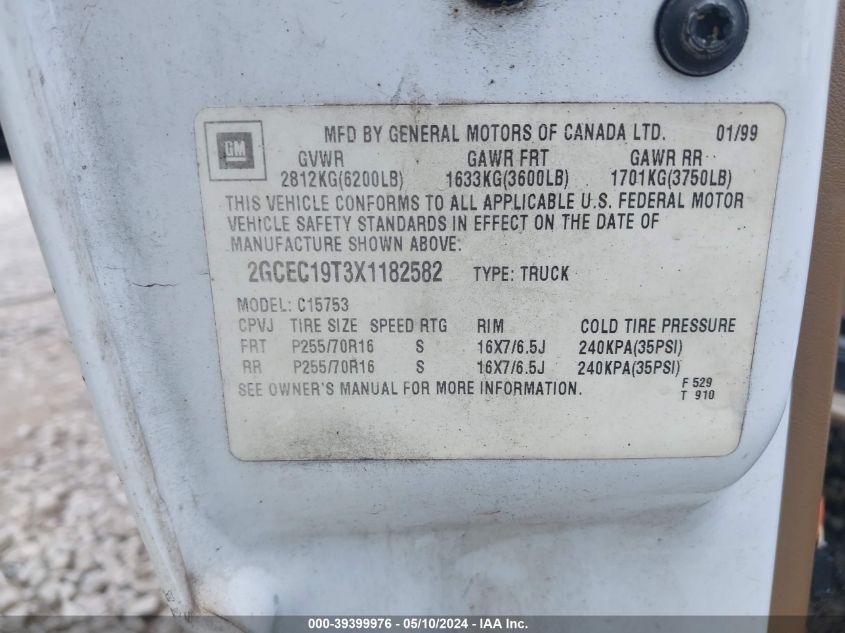 GM
MFD BY GENERAL MOTORS OF CANADA LTD. 01/99
GVWR GAWR FRT GAWR RR
2812KG(6200LB) 1633KG(3600LB) 1701KG(3750LB)
THIS VEHICLE CONFORMS TO ALL APPLICABLE U.S. FEDERAL MOTOR
VEHICLE SAFETY STANDARDS IN EFFECT ON THE DATE OF
MANUFACTURE SHOWN ABOVE:
2GCEC19T3X1182582 TYPE: TRUCK
MODEL: C15753
CPVJ TIRE SIZE SPEED RTG RIM COLD TIRE PRESSURE
FRT P255/70R16 S 16X7/6.5J 240KPA(35PSI)
RR P255/70R16 S 16X7/6.5J 240KPA(35PSI)
SEE OWNER'S MANUAL FOR MORE INFORMATION.
F 529
T 910
000-39399976 - 05/10/2024 - IAA Inc.